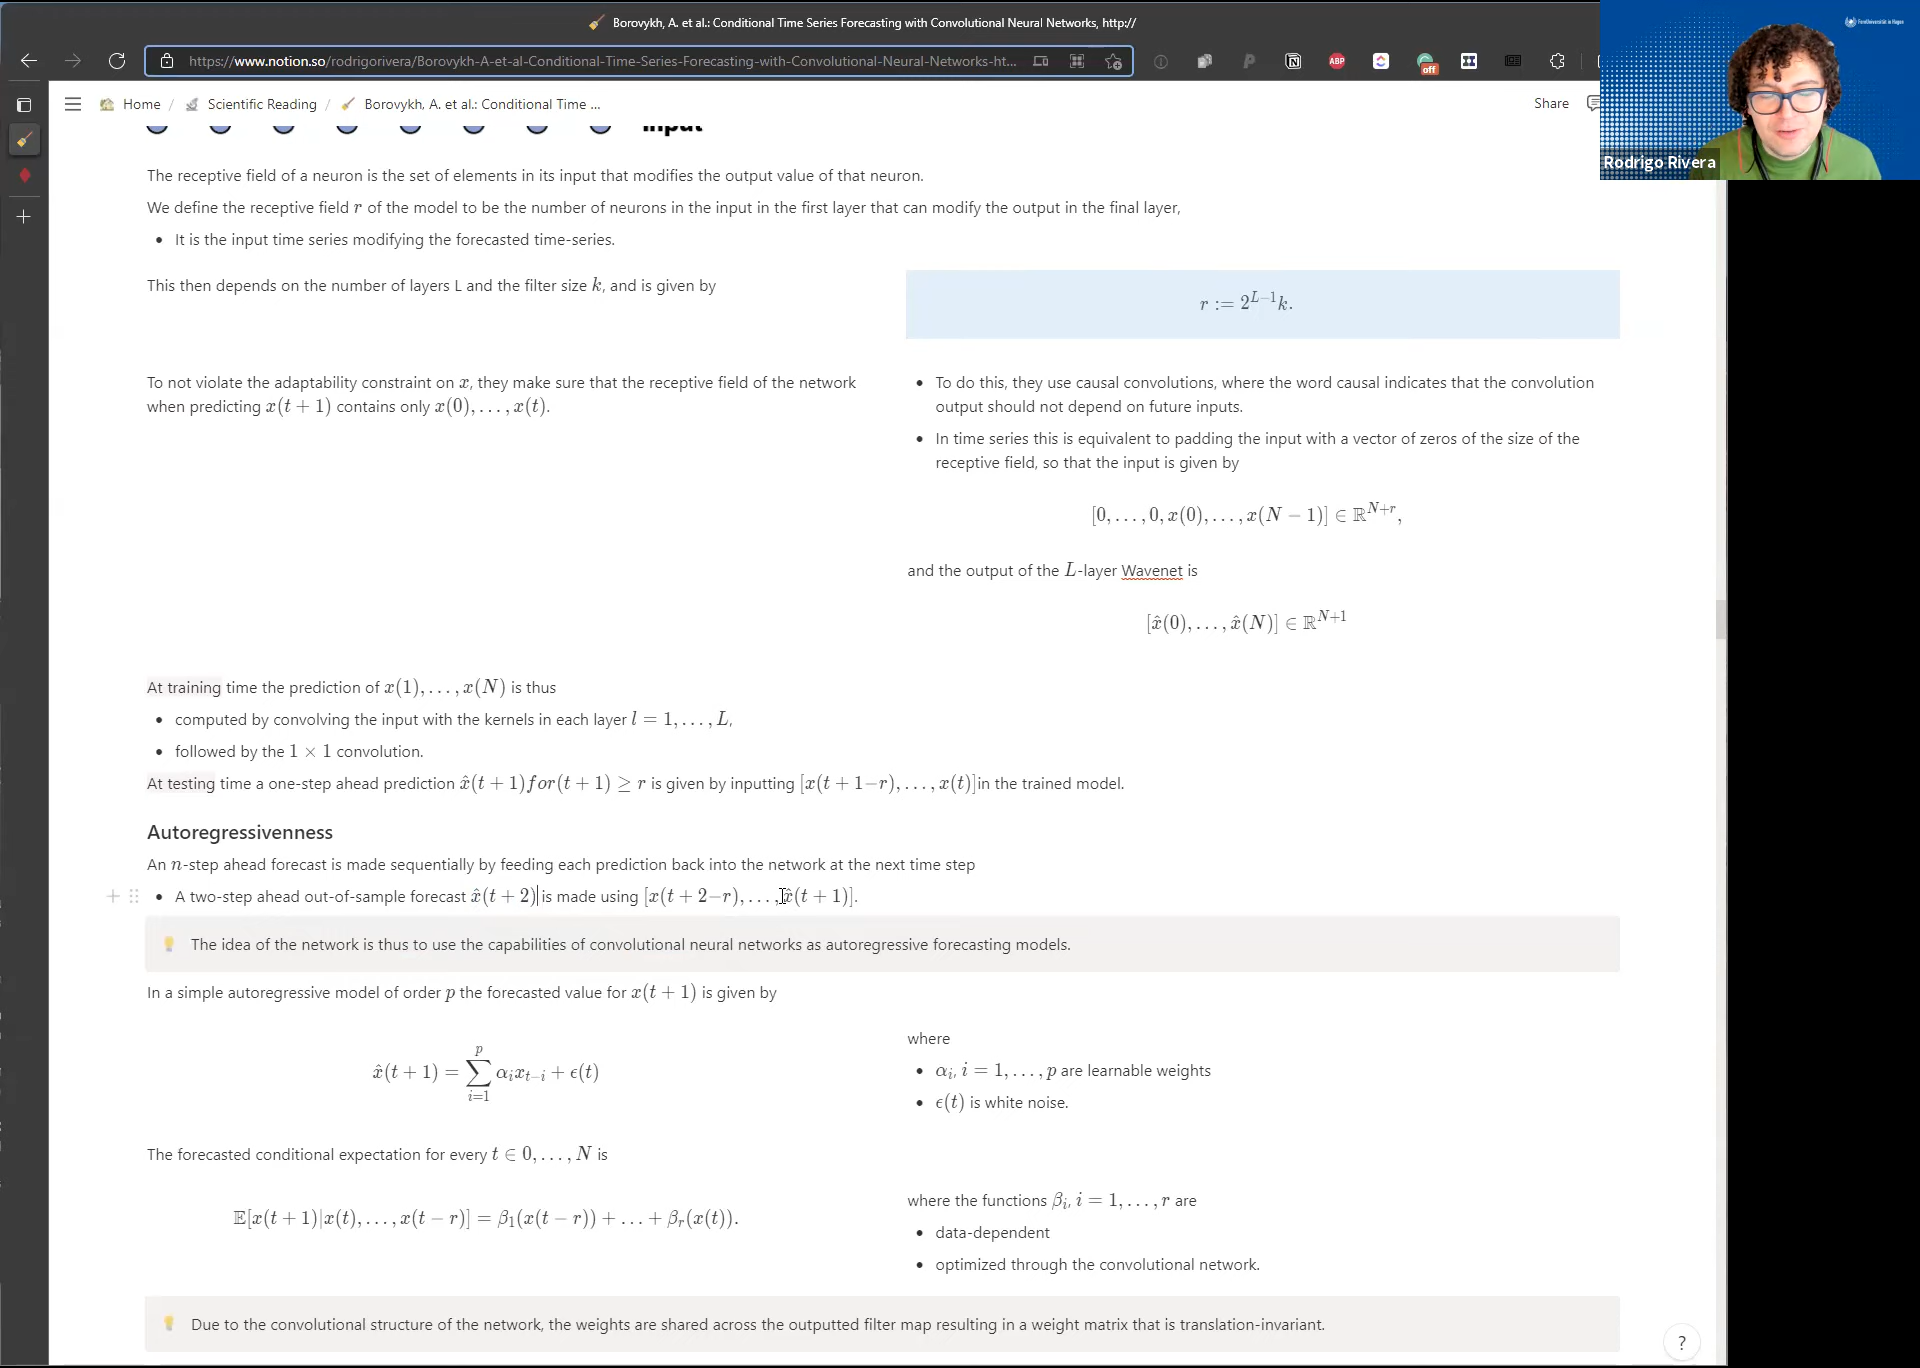 Borovykh, A. et al.: Conditional Time Series Forecasting with Convolutional Neural Networks, http://
https://www.notion.so/rodrigorivera/Borovykh-A-et-al-Conditional-Time-Series-Forecasting-with-Convolutional-Neural-Networks-ht...
ABP
off
Home / Scientific Reading / Borovykh, A. et al.: Conditional Time ...
Share
Rodrigo Rivera
FernUniversität in Hagen
input
The receptive field of a neuron is the set of elements in its input that modifies the output value of that neuron.
We define the receptive field r of the model to be the number of neurons in the input in the first layer that can modify the output in the final layer,
• It is the input time series modifying the forecasted time-series.
This then depends on the number of layers L and the filter size k, and is given by
r := 2^{L−1}k.
To not violate the adaptability constraint on x, they make sure that the receptive field of the network
when predicting x(t + 1) contains only x(0), . . . , x(t).
• To do this, they use causal convolutions, where the word causal indicates that the convolution
output should not depend on future inputs.
• In time series this is equivalent to padding the input with a vector of zeros of the size of the
receptive field, so that the input is given by
[0, . . . , 0, x(0), . . . , x(N − 1)] ∈ ℝ^{N+r},
and the output of the L-layer Wavenet is
[x̂(0), . . . , x̂(N)] ∈ ℝ^{N+1}
At training time the prediction of x(1), . . . , x(N) is thus
• computed by convolving the input with the kernels in each layer l = 1, . . . , L,
• followed by the 1 × 1 convolution.
At testing time a one-step ahead prediction x̂(t + 1)for(t + 1) ≥ r is given by inputting [x(t + 1−r), . . . , x(t)]in the trained model.
Autoregressivenness
An n-step ahead forecast is made sequentially by feeding each prediction back into the network at the next time step
• A two-step ahead out-of-sample forecast x̂(t + 2) is made using [x(t + 2−r), . . . , x̂(t + 1)].
The idea of the network is thus to use the capabilities of convolutional neural networks as autoregressive forecasting models.
In a simple autoregressive model of order p the forecasted value for x(t + 1) is given by
x̂(t + 1) = ∑_{i=1}^{p} α_i x_{t−i} + ϵ(t)
where
• α_i, i = 1, . . . , p are learnable weights
• ϵ(t) is white noise.
The forecasted conditional expectation for every t ∈ 0, . . . , N is
𝔼[x(t + 1)|x(t), . . . , x(t − r)] = β_1(x(t − r)) + . . . + β_r(x(t)).
where the functions β_i, i = 1, . . . , r are
• data-dependent
• optimized through the convolutional network.
Due to the convolutional structure of the network, the weights are shared across the outputted filter map resulting in a weight matrix that is translation-invariant.
?